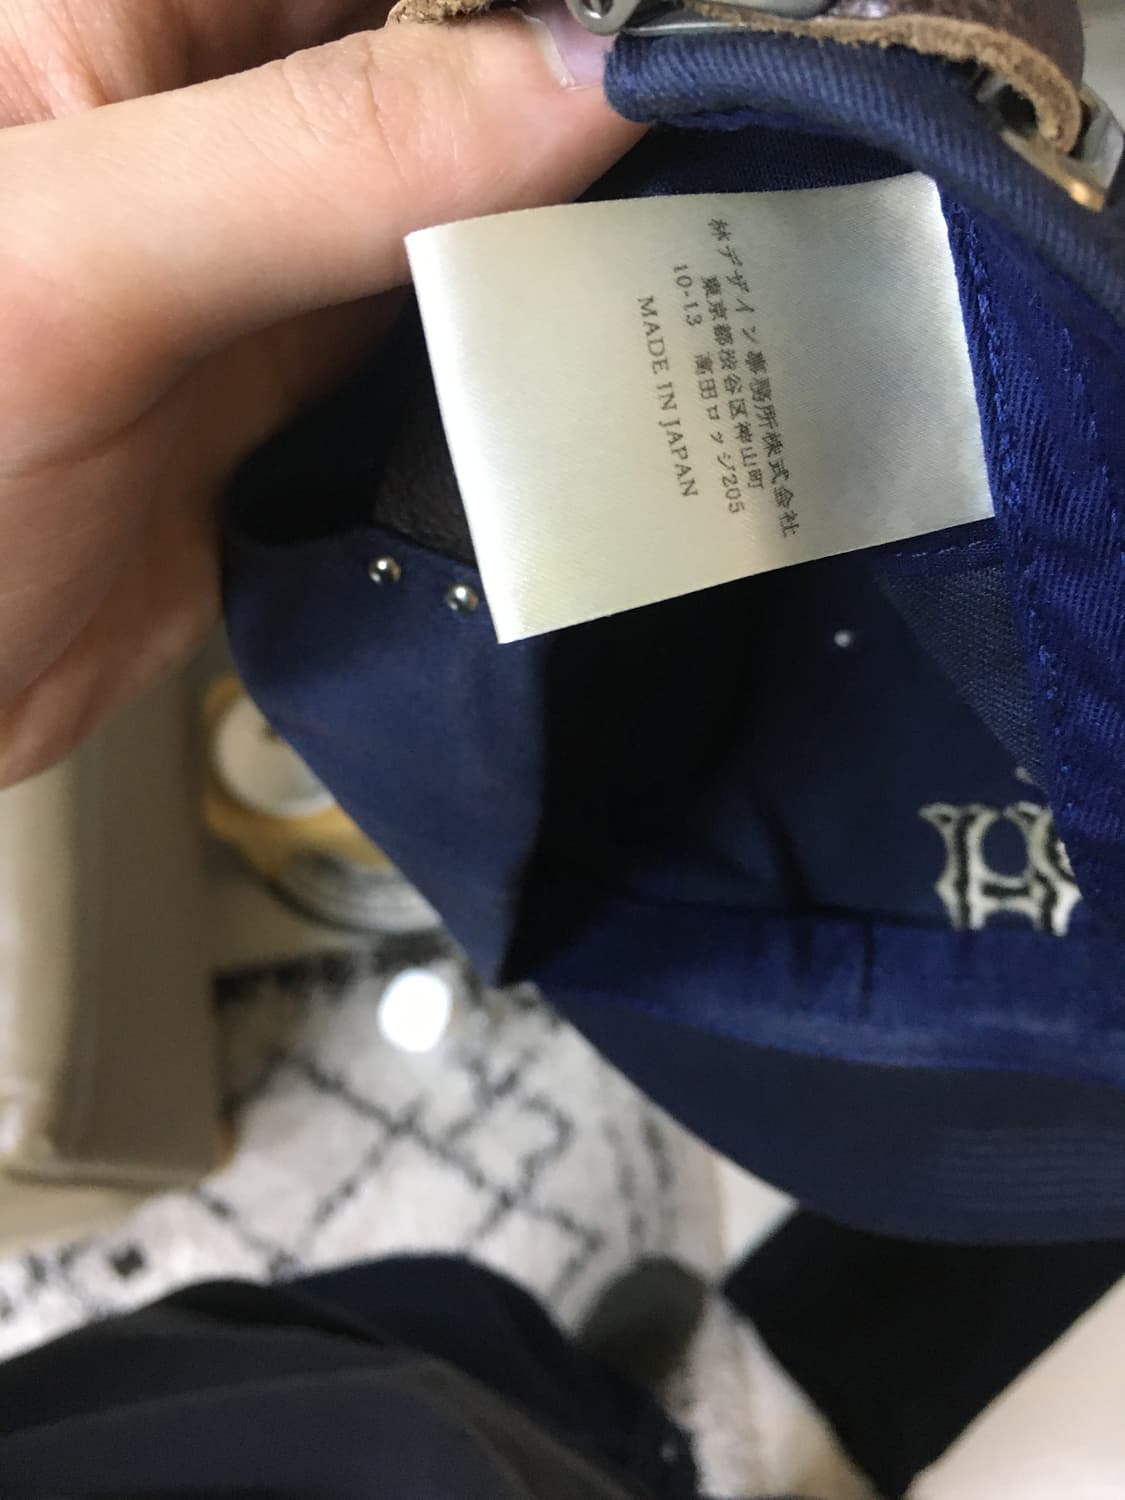 林デザイン事務所株式会社
東京都渋谷区神山町
10-13 富田ロッジ205
MADE IN JAPAN